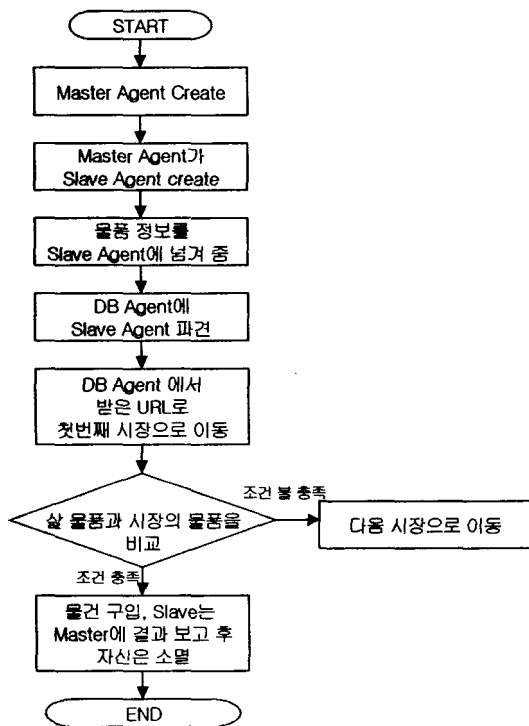 START
Master Agent Create
Master Agent가
Slave Agent create
물품 정보를
Slave Agent에 넘겨 줌
DB Agent에
Slave Agent 파견
DB Agent 에서
받은 URL로
첫번째 시장으로 이동
살 물품과 시장의 물품을
비교
조건 불 충족
다음 시장으로 이동
조건 충족
물건 구입, Slave는
Master에 결과 보고 후
자신은 소멸
END